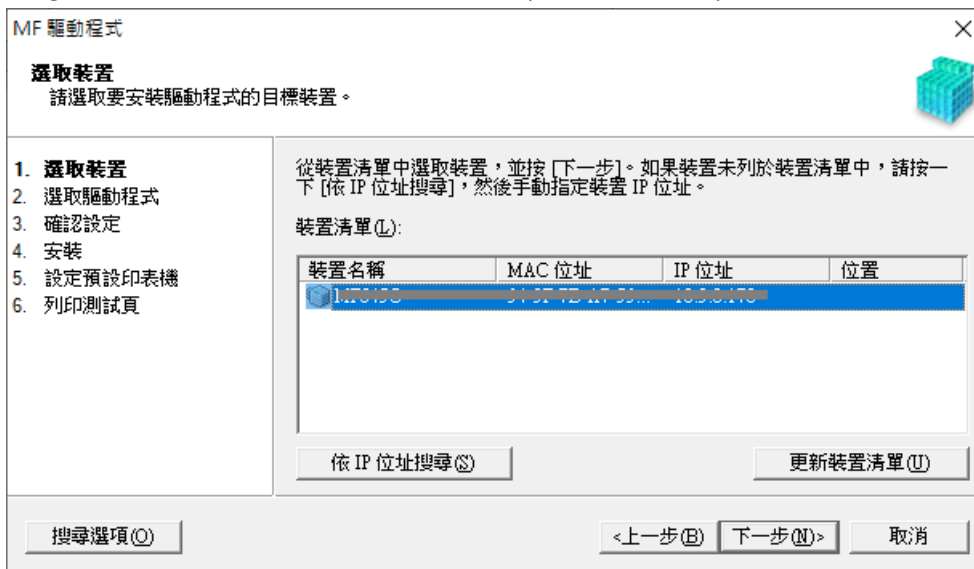 MF 驅動程式
選取裝置
請選取要安裝驅動程式的目標裝置。
1. 選取裝置
2. 選取驅動程式
3. 確認設定
4. 安裝
5. 設定預設印表機
6. 列印測試頁
從裝置清單中選取裝置，並按 [下一步]。如果裝置未列於裝置清單中，請按一
下 [依 IP 位址搜尋]，然後手動指定裝置 IP 位址。
裝置清單(L):
裝置名稱 MAC 位址 IP 位址 位置
依 IP 位址搜尋(S) 更新裝置清單(U)
搜尋選項(O) <上一步(B) 下一步(N)> 取消